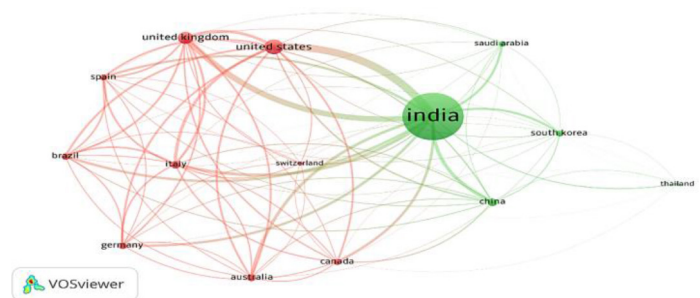 united kingdom
united states
saudi arabia
spain
india
south korea
brazil
italy
switzerland
thailand
china
germany
canada
australia
VOSviewer